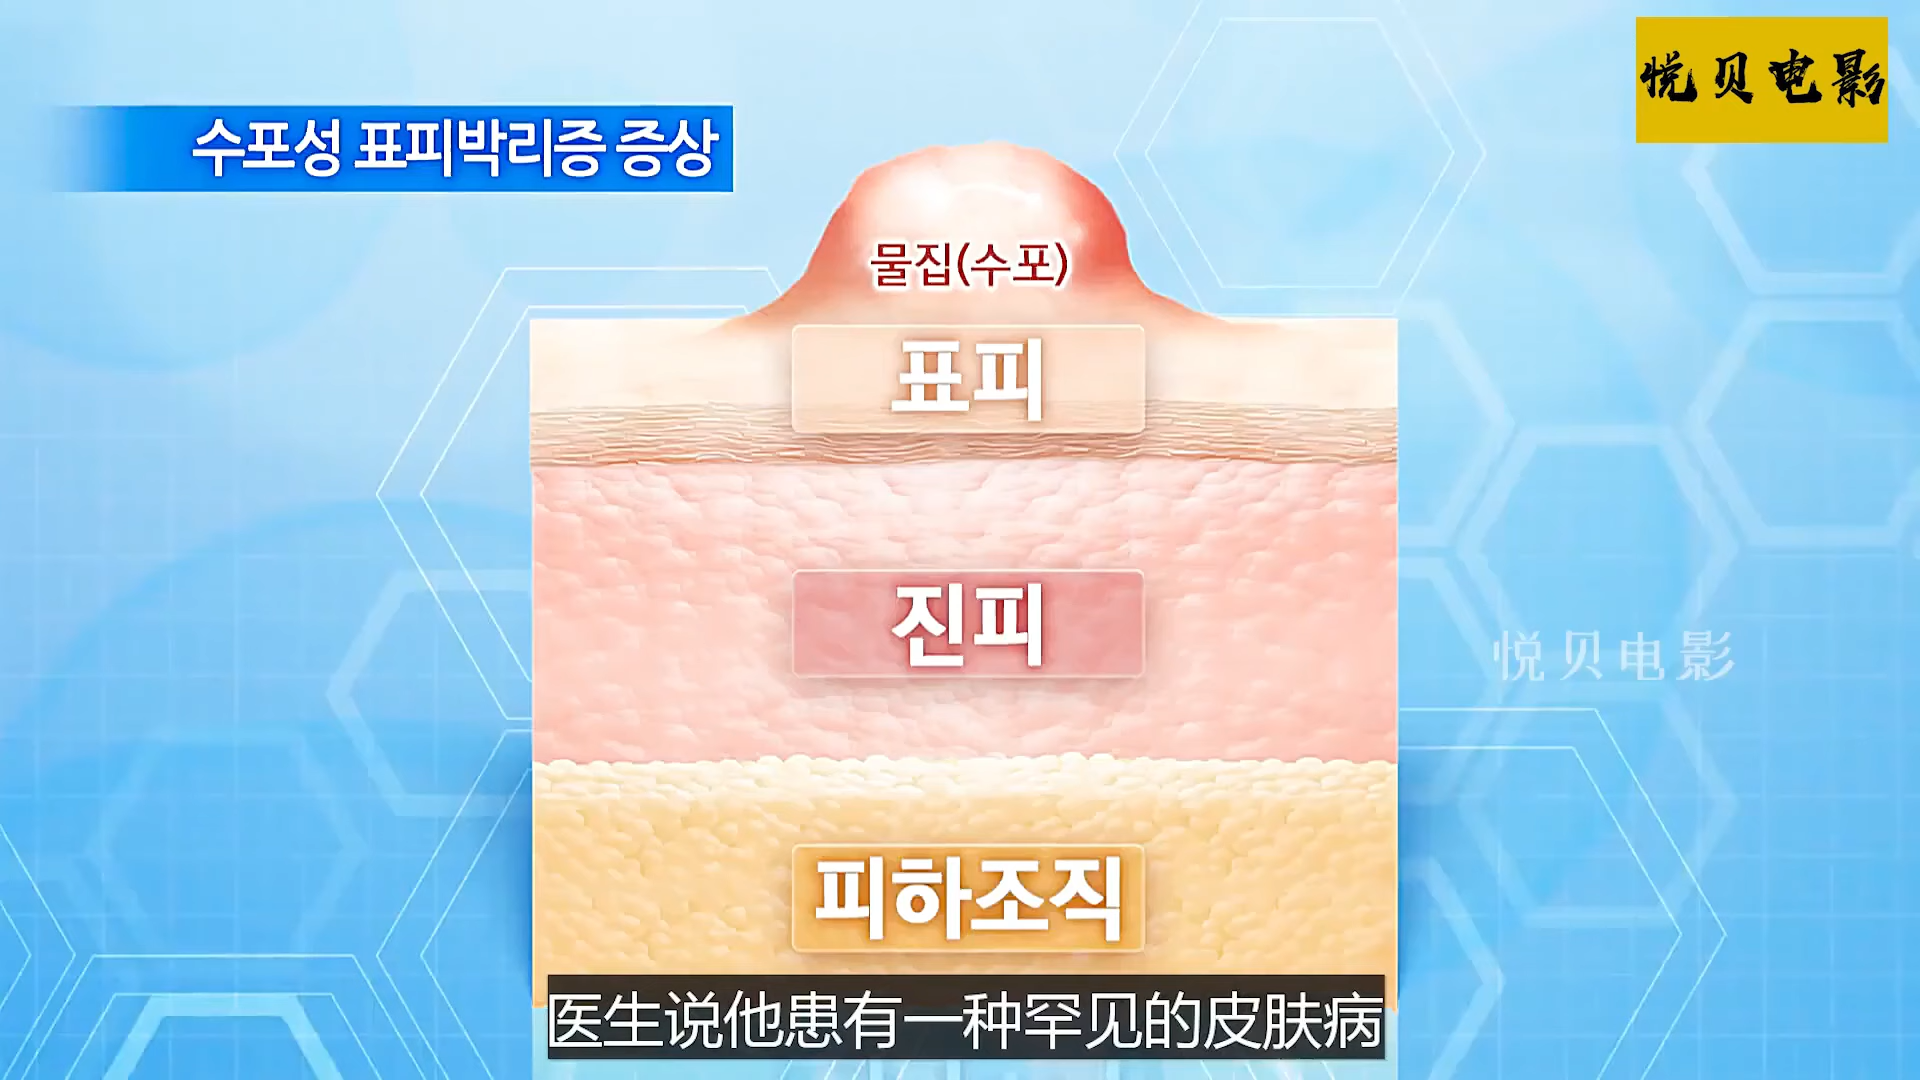 悦贝电影
수포성 표피박리증 증상
물집(수포)
표피
진피
悦贝电影
피하조직
医生说他患有一种罕见的皮肤病